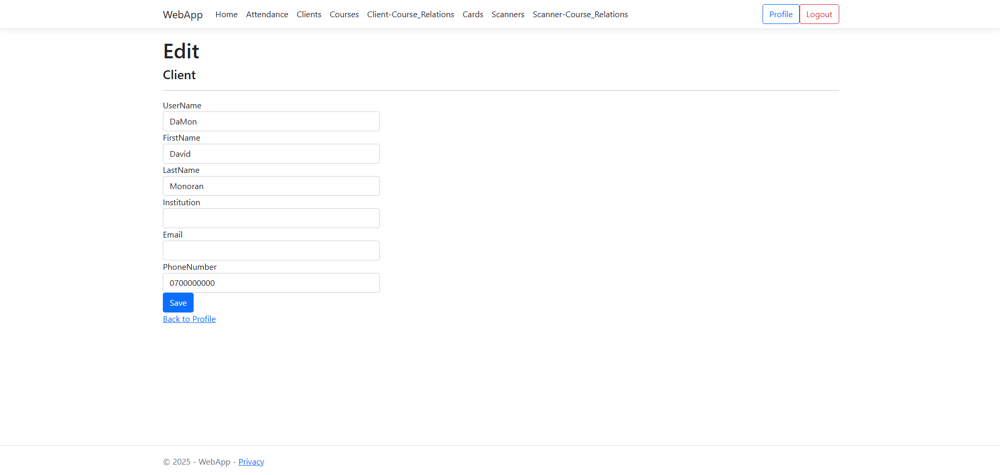 WebApp Home Attendance Clients Courses Client-Course_Relations Cards Scanners Scanner-Course_Relations Profile Logout
Edit
Client
UserName
DaMon
FirstName
David
LastName
Monoran
Institution
Email
PhoneNumber
0700000000
Save
Back to Profile
© 2025 - WebApp - Privacy